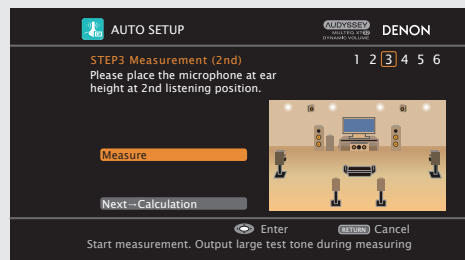 AUTO SETUP
AUDYSSEY
MULTEQ XT32
DYNAMIC VOLUME
DENON
STEP3 Measurement (2nd)
1 2 3 4 5 6
Please place the microphone at ear
height at 2nd listening position.
Measure
Next→Calculation
Enter
RETURN Cancel
Start measurement. Output large test tone during measuring